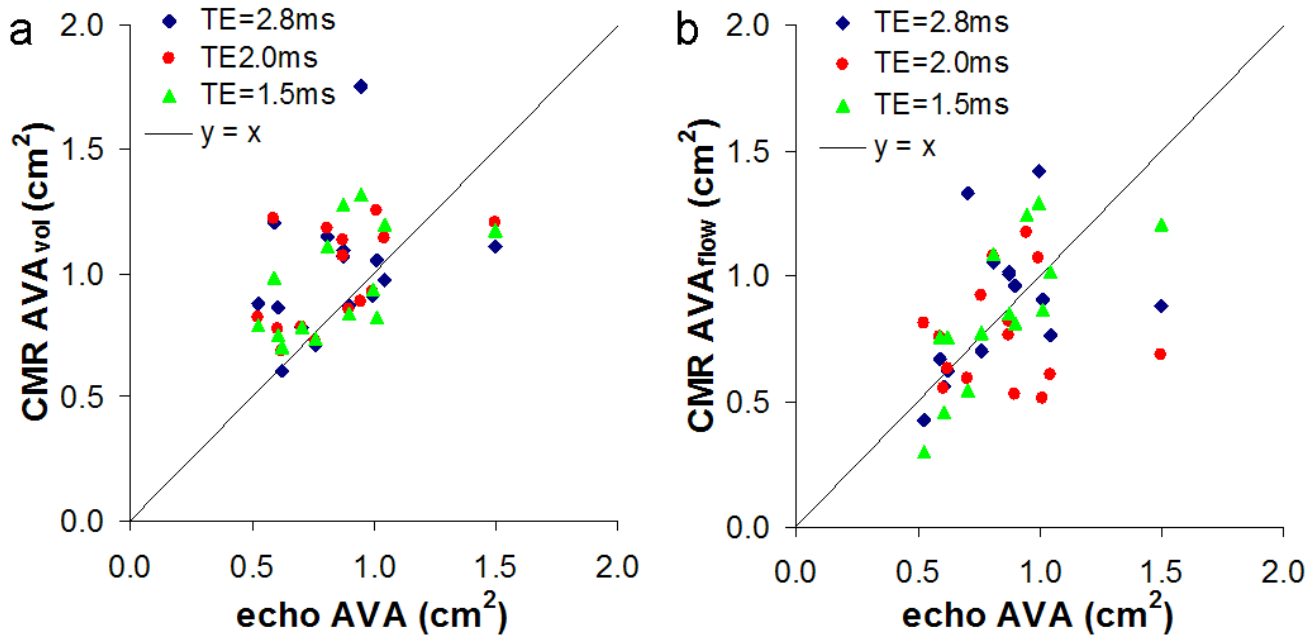 a
TE=2.8ms
TE2.0ms
TE=1.5ms
y = x
CMR AVAvol (cm²)
2.0
1.5
1.0
0.5
0.0
0.0 0.5 1.0 1.5 2.0
echo AVA (cm²)
b
TE=2.8ms
TE=2.0ms
TE=1.5ms
y = x
CMR AVAflow (cm²)
2.0
1.5
1.0
0.5
0.0
0.0 0.5 1.0 1.5 2.0
echo AVA (cm²)